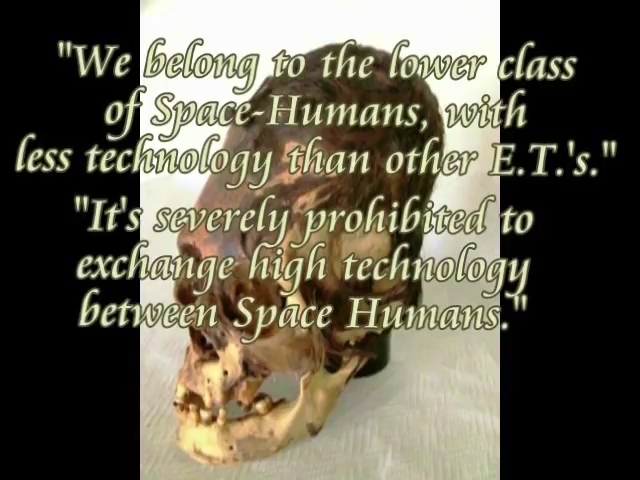 "We belong to the lower class
of Space-Humans, with
less technology than other E.T.'s."
"It's severely prohibited to
exchange high technology
between Space Humans."